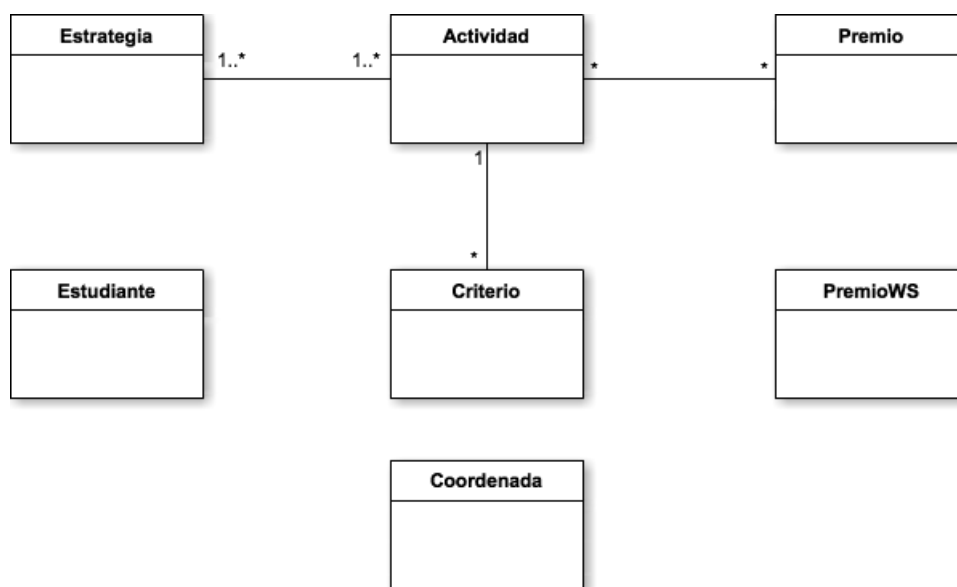 Estrategia
Actividad
Premio
1..*
1..*
*
*
1
*
Estudiante
Criterio
PremioWS
Coordenada